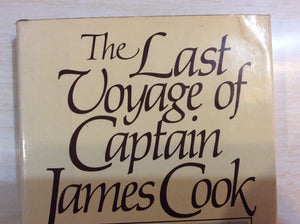 The Last
Voyage of
Captain
James Cook